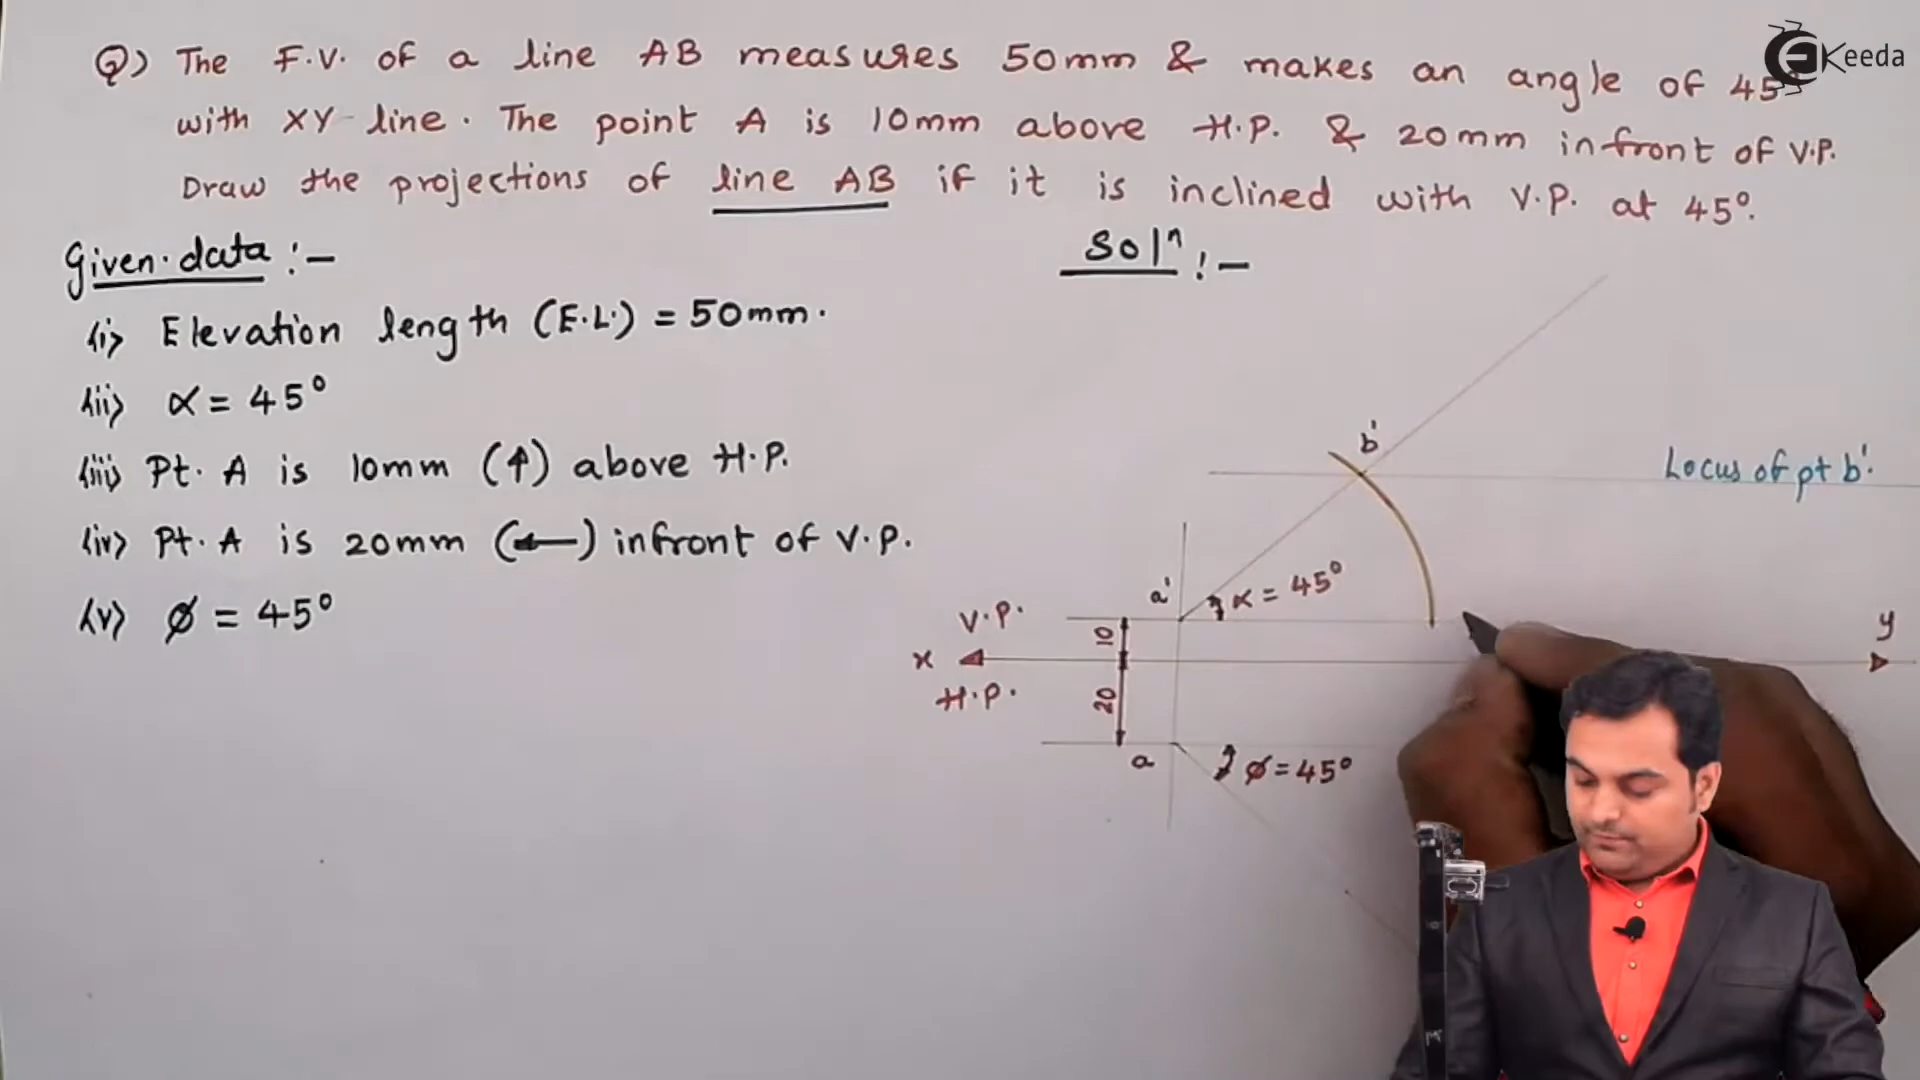 Q) The F.V. of a line AB measures 50mm & makes an angle of 45°
with XY line. The point A is 10mm above H.P. & 20mm infront of V.P.
Draw the projections of line AB if it is inclined with V.P. at 45°.
Keeda
Given data :-
(i) Elevation length (E.L.) = 50mm.
(ii) α = 45°
(iii) Pt. A is 10mm (↑) above H.P.
(iv) Pt. A is 20mm (←) infront of V.P.
(v) ø = 45°
Solⁿ :-
b'
Locus of pt b'.
a'
α = 45°
V.P.
10
x
y
H.P.
20
a
ø = 45°